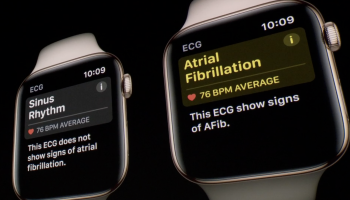 ECG 10:09
Sinus
Rhythm
76 BPM AVERAGE
This ECG does not
show signs of atrial
fibrillation.
ECG 10:09
Atrial
Fibrillation
76 BPM AVERAGE
This ECG show signs
of AFib.